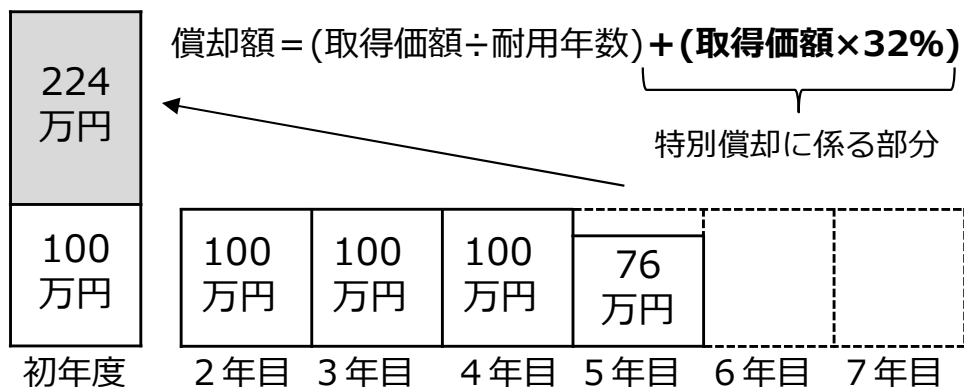 償却額＝(取得価額÷耐用年数)＋(取得価額×32%)
特別償却に係る部分
224
万円
100
万円
100
万円
100
万円
100
万円
76
万円
初年度
２年目
３年目
４年目
５年目
６年目
７年目